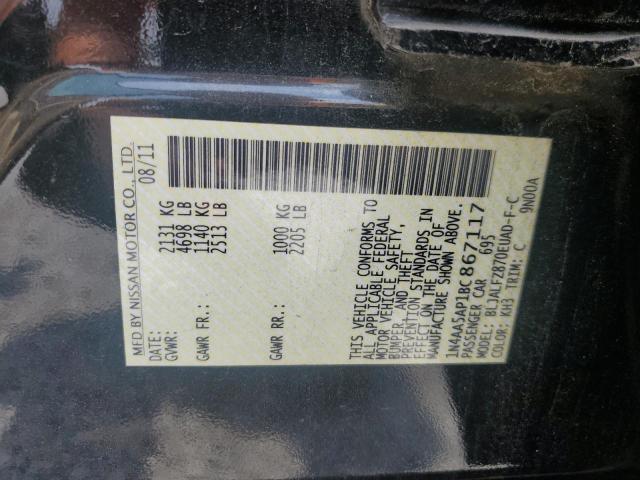 MFD BY NISSAN MOTOR CO., LTD.
DATE: 08/11
GVWR: 2131 KG
4698 LB
GAWR FR: 1140 KG
2513 LB
GAWR RR: 1000 KG
2205 LB
THIS VEHICLE CONFORMS TO
ALL APPLICABLE FEDERAL
MOTOR VEHICLE SAFETY,
BUMPER, AND THEFT
PREVENTION STANDARDS IN
EFFECT ON THE DATE OF
MANUFACTURE SHOWN ABOVE.
1N4AA5AP1BC867117
PASSENGER CAR 695
MODEL: BLJALFZ870EUAD-F-C
COLOR: KH3 TRIM: C 9N00A